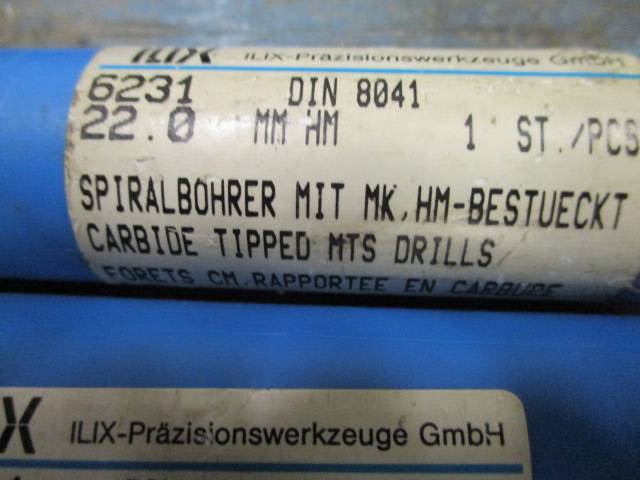 ILIX ILIX-Präzisionswerkzeuge GmbH
6231 DIN 8041
22.0 MM HM 1 ST./PCS
SPIRALBOHRER MIT MK,HM-BESTUECKT
CARBIDE TIPPED MTS DRILLS
FORETS CM,RAPPORTEE EN CARBURE
X ILIX-Präzisionswerkzeuge GmbH